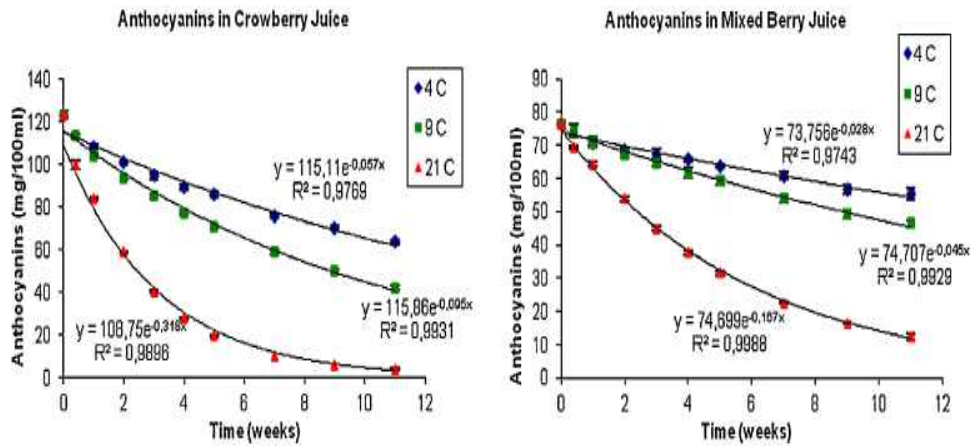 Anthocyanins in Crowberry Juice
Anthocyanins (mg/100ml)
140
120
100
80
60
40
20
0
0 2 4 6 8 10 12
Time (weeks)
4 C
9 C
21 C
y = 115,11e-0,057x
R² = 0,9769
y = 115,86e-0,095x
R² = 0,9931
y = 108,75e-0,318x
R² = 0,9896
Anthocyanins in Mixed Berry Juice
Anthocyanins (mg/100ml)
90
80
70
60
50
40
30
20
10
0
0 2 4 6 8 10 12
Time (weeks)
4 C
9 C
21 C
y = 73,756e-0,028x
R² = 0,9743
y = 74,707e-0,045x
R² = 0,9929
y = 74,699e-0,167x
R² = 0,9988